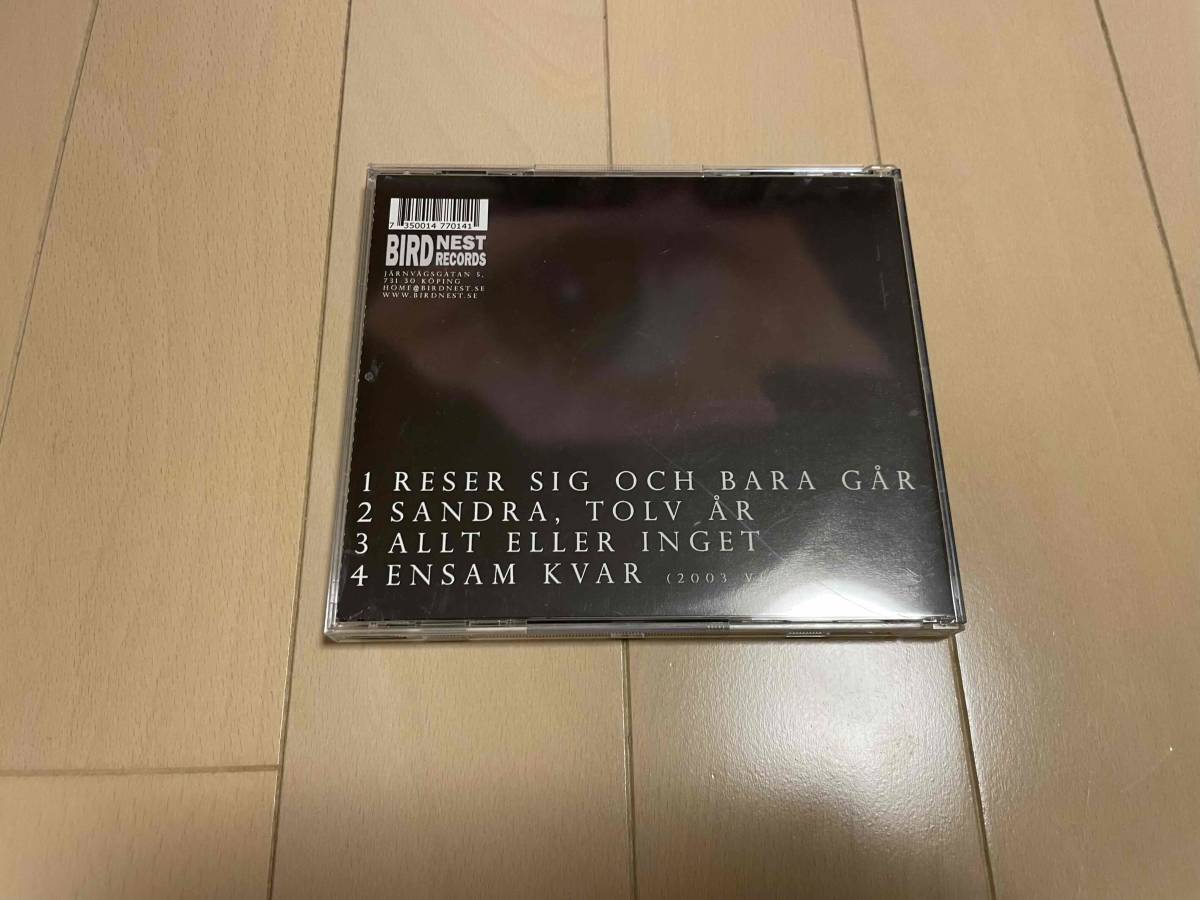 7 350014 770141
BIRD NEST RECORDS
JÄRNVÄGSGATAN 5,
731 30 KÖPING
HOME@BIRDNEST.SE
WWW.BIRDNEST.SE
1 RESER SIG OCH BARA GÅR
2 SANDRA, TOLV ÅR
3 ALLT ELLER INGET
4 ENSAM KVAR (2003